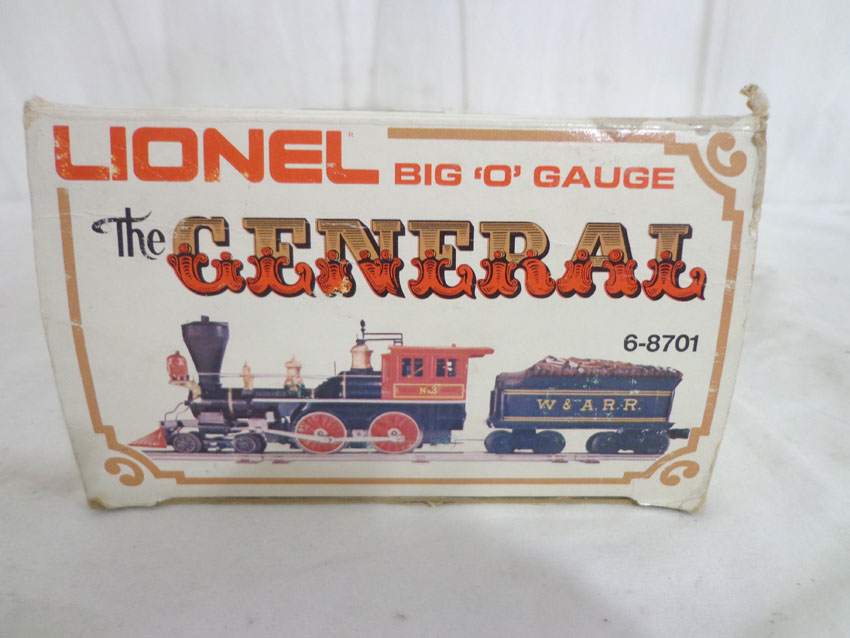 LIONEL BIG 'O' GAUGE
The GENERAL
6-8701
No 3
W & A.R.R.